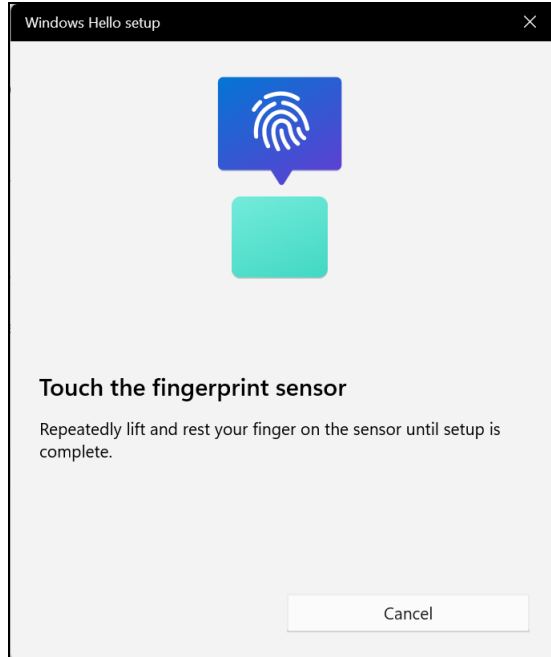 Windows Hello setup
Touch the fingerprint sensor
Repeatedly lift and rest your finger on the sensor until setup is
complete.
Cancel